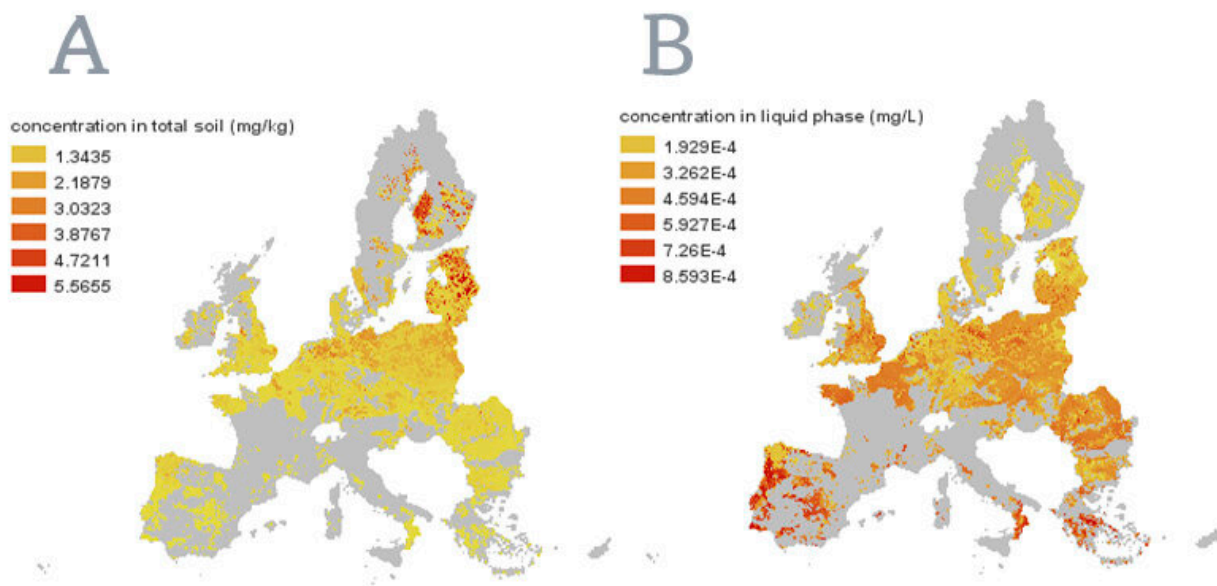 A
concentration in total soil (mg/kg)
1.3435
2.1879
3.0323
3.8767
4.7211
5.5655
B
concentration in liquid phase (mg/L)
1.929E-4
3.262E-4
4.594E-4
5.927E-4
7.26E-4
8.593E-4